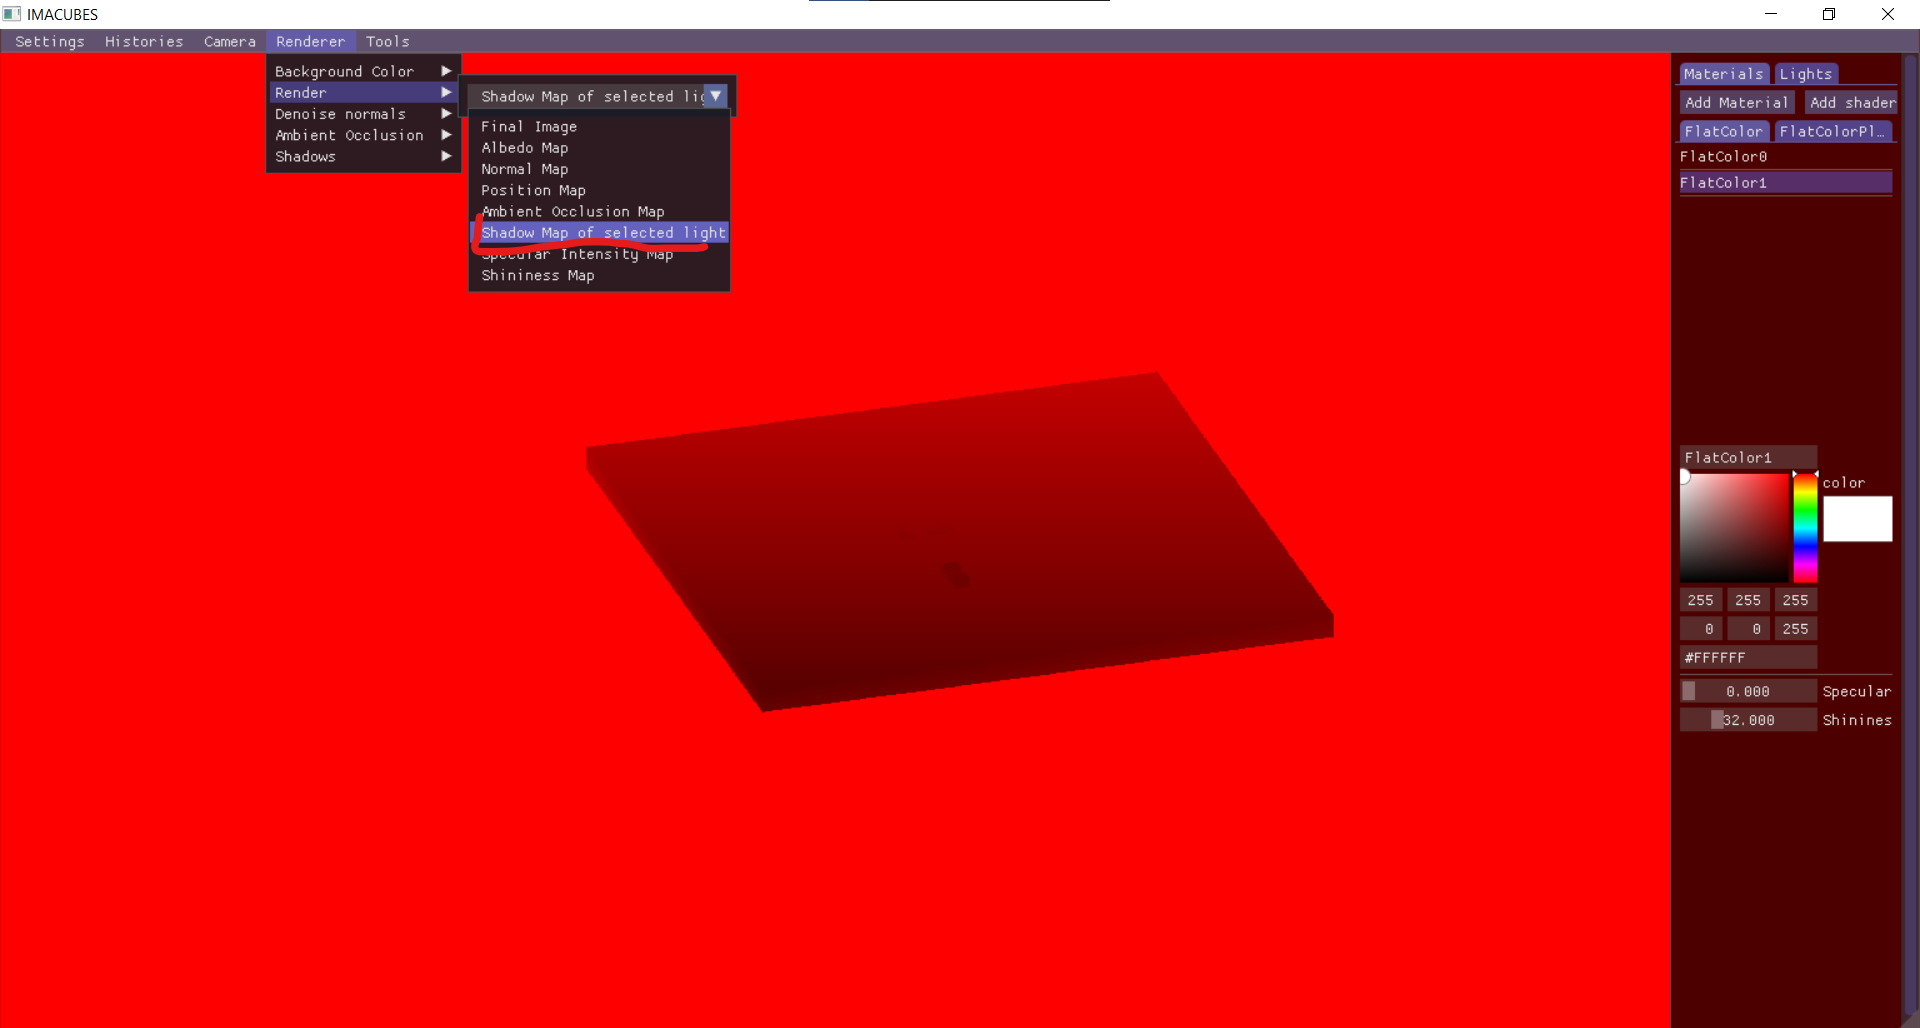 IMACUBES
Settings Histories Camera Renderer Tools
Background Color
Render
Denoise normals
Ambient Occlusion
Shadows
Shadow Map of selected lig
Final Image
Albedo Map
Normal Map
Position Map
Ambient Occlusion Map
Shadow Map of selected light
Specular Intensity Map
Shininess Map
Materials Lights
Add Material Add shader
FlatColor FlatColorPl...
FlatColor0
FlatColor1
FlatColor1
color
255 255 255
0 0 255
#FFFFFF
0.000 Specular
32.000 Shinines